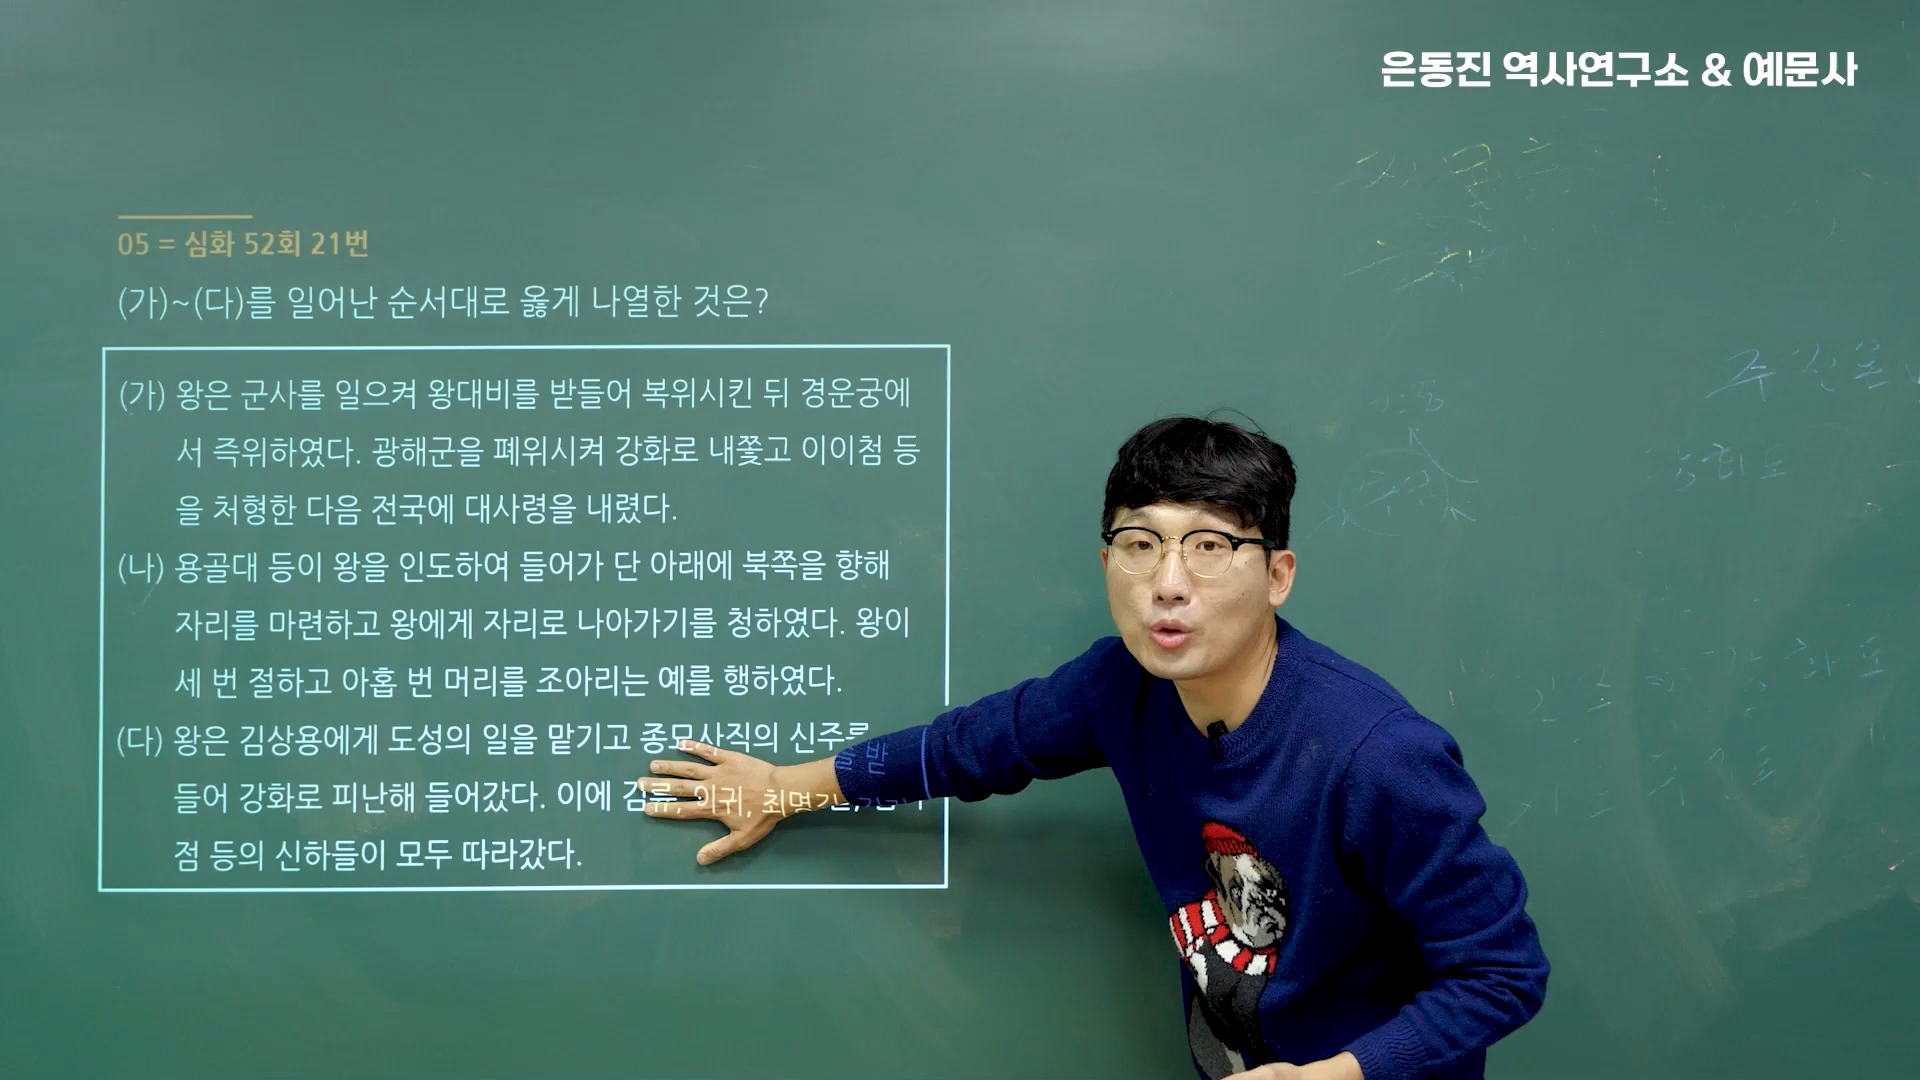 은동진 역사연구소 & 예문사
05 = 심화 52회 21번
(가)~(다)를 일어난 순서대로 옳게 나열한 것은?
(가) 왕은 군사를 일으켜 왕대비를 받들어 복위시킨 뒤 경운궁에
서 즉위하였다. 광해군을 폐위시켜 강화로 내쫓고 이이첨 등
을 처형한 다음 전국에 대사령을 내렸다.
(나) 용골대 등이 왕을 인도하여 들어가 단 아래에 북쪽을 향해
자리를 마련하고 왕에게 자리로 나아가기를 청하였다. 왕이
세 번 절하고 아홉 번 머리를 조아리는 예를 행하였다.
(다) 왕은 김상용에게 도성의 일을 맡기고 종묘사직의 신주를 받
들어 강화로 피난해 들어갔다. 이에 김류, 이귀, 최명길,
점 등의 신하들이 모두 따라갔다.